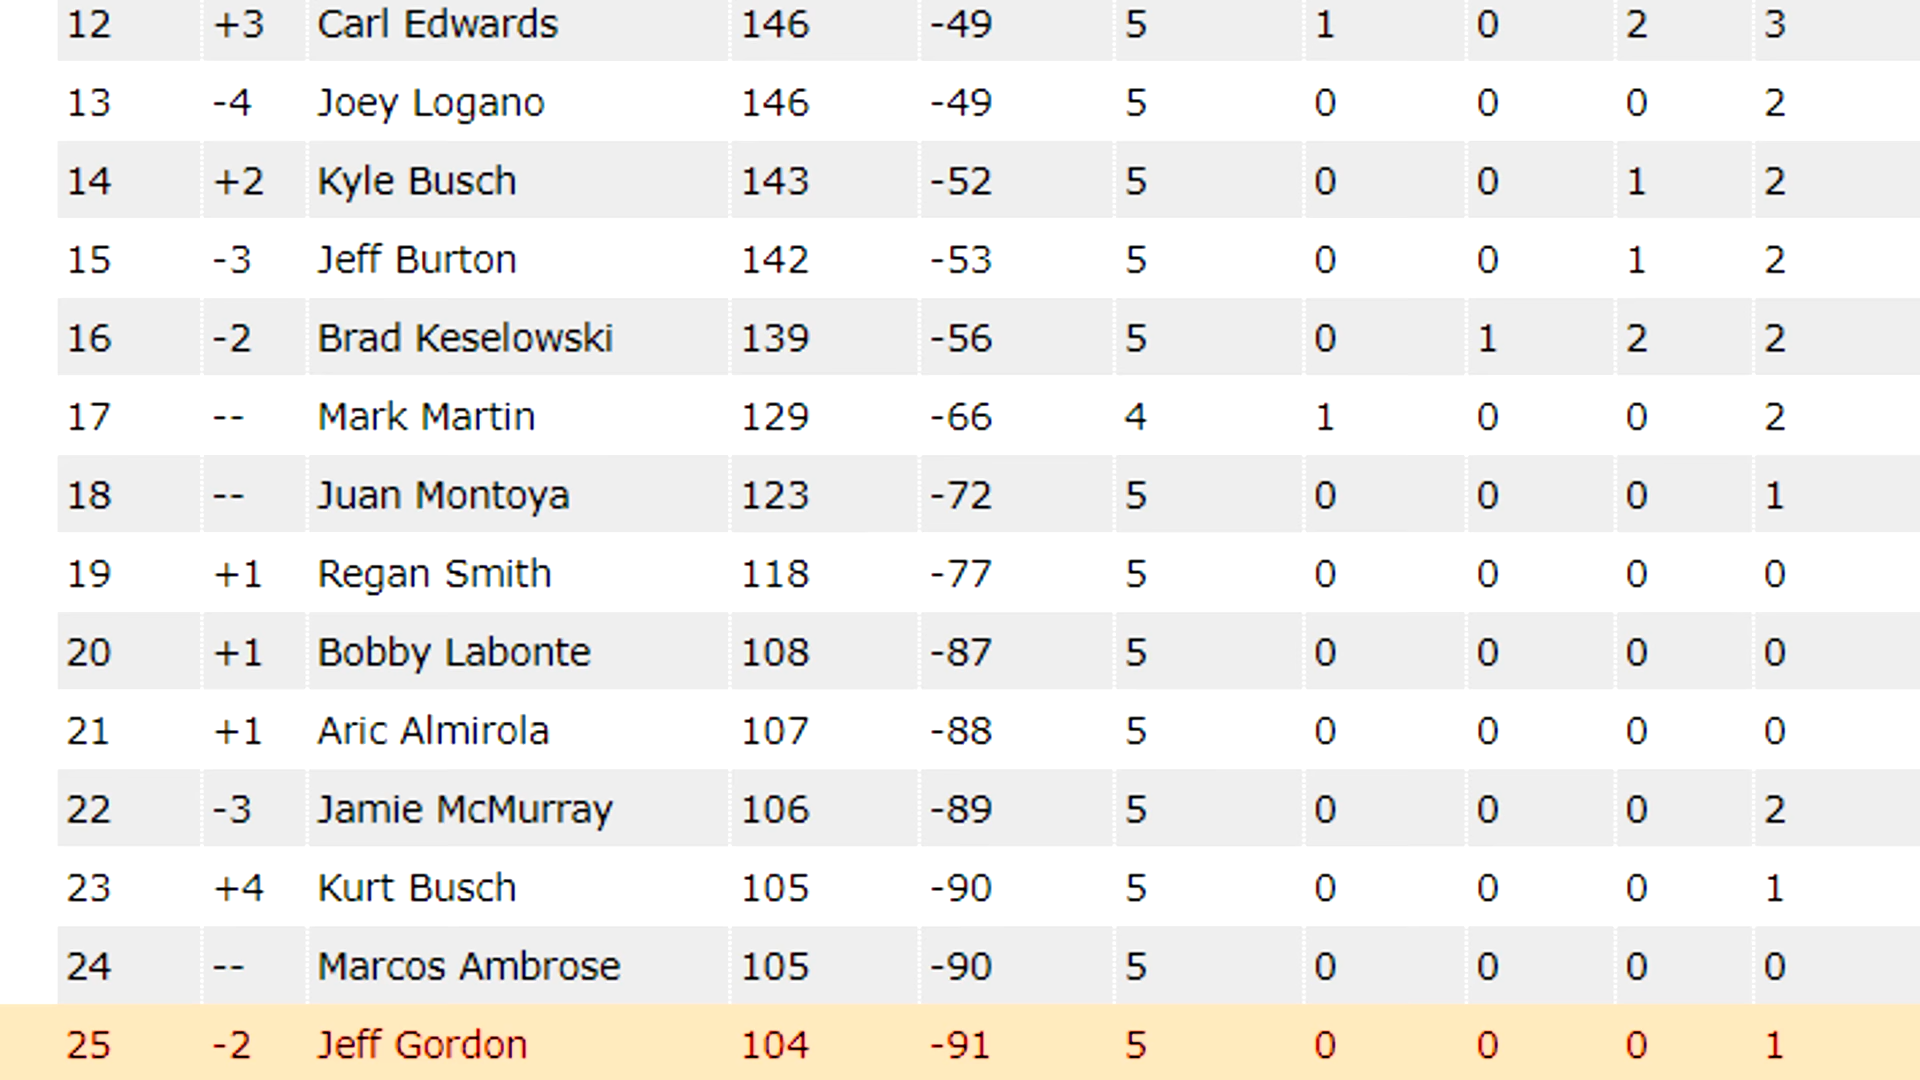 12 +3 Carl Edwards 146 -49 5 1 0 2 3
13 -4 Joey Logano 146 -49 5 0 0 0 2
14 +2 Kyle Busch 143 -52 5 0 0 1 2
15 -3 Jeff Burton 142 -53 5 0 0 1 2
16 -2 Brad Keselowski 139 -56 5 0 1 2 2
17 -- Mark Martin 129 -66 4 1 0 0 2
18 -- Juan Montoya 123 -72 5 0 0 0 1
19 +1 Regan Smith 118 -77 5 0 0 0 0
20 +1 Bobby Labonte 108 -87 5 0 0 0 0
21 +1 Aric Almirola 107 -88 5 0 0 0 0
22 -3 Jamie McMurray 106 -89 5 0 0 0 2
23 +4 Kurt Busch 105 -90 5 0 0 0 1
24 -- Marcos Ambrose 105 -90 5 0 0 0 0
25 -2 Jeff Gordon 104 -91 5 0 0 0 1